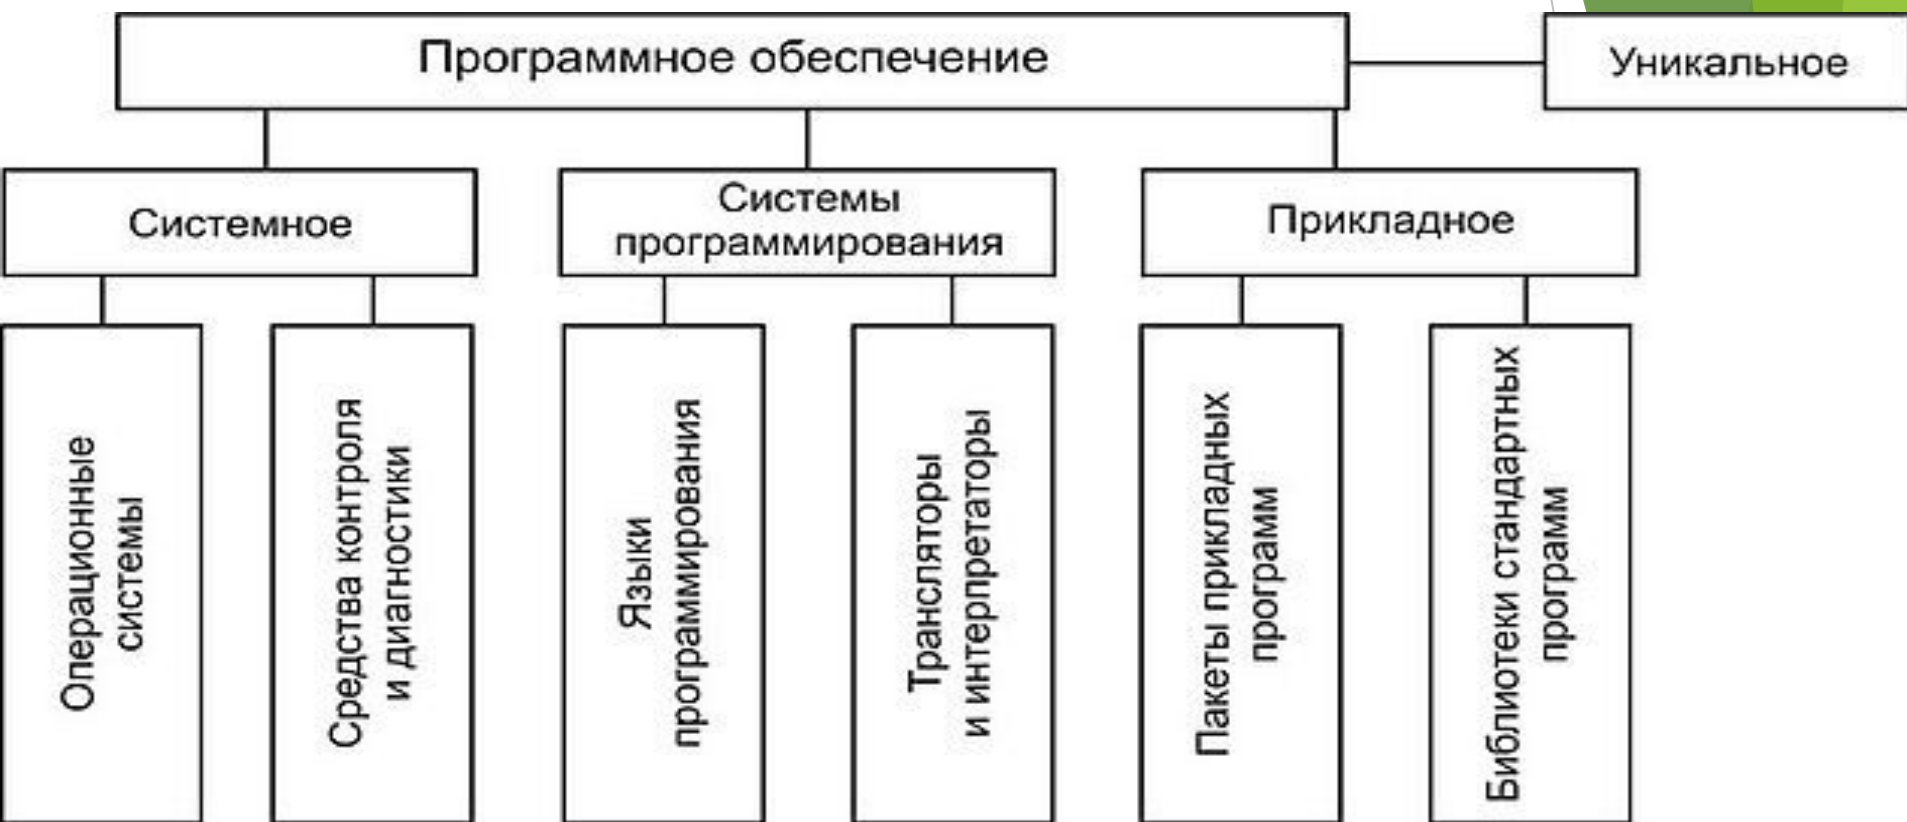 Программное обеспечение
Уникальное
Системное
Системы
программирования
Прикладное
Операционные
системы
Средства контроля
и диагностики
Языки
программирования
Трансляторы
и интерпретаторы
Пакеты прикладных
программ
Библиотеки стандартных
программ